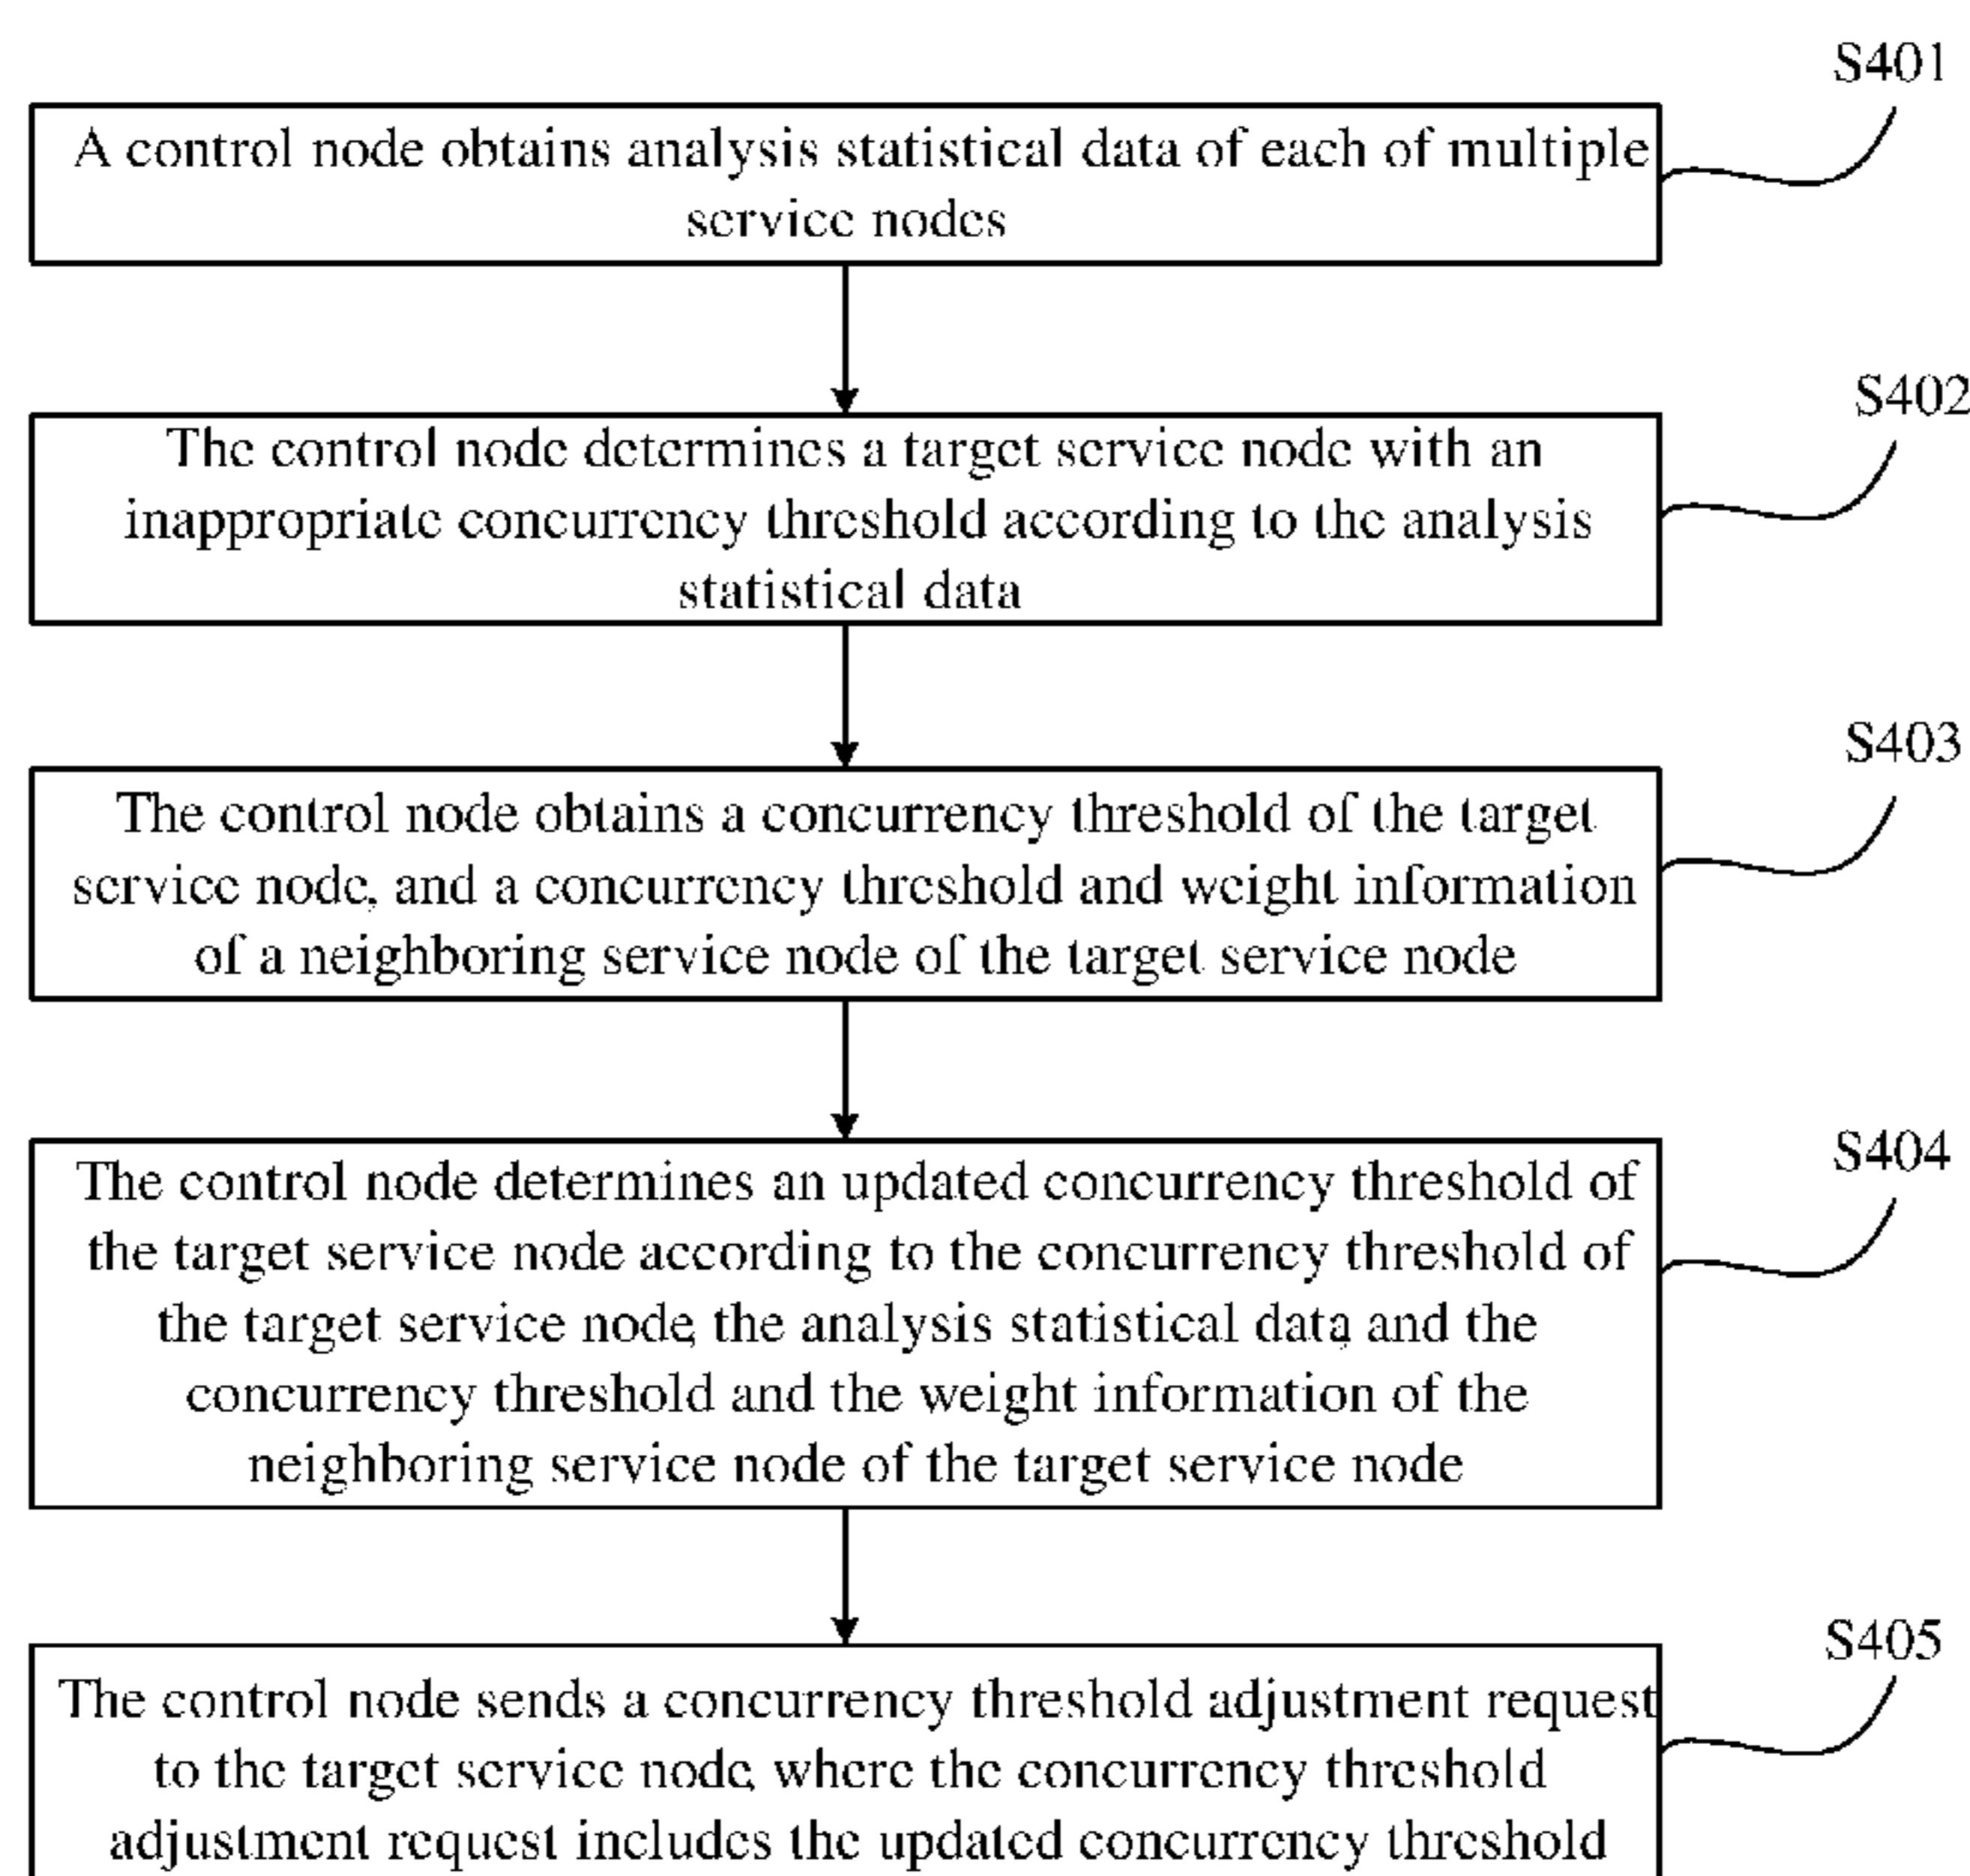 S401
A control node obtains analysis statistical data of each of multiple
service nodes
S402
The control node determines a target service node with an
inappropriate concurrency threshold according to the analysis
statistical data
S403
The control node obtains a concurrency threshold of the target
service node, and a concurrency threshold and weight information
of a neighboring service node of the target service node
S404
The control node determines an updated concurrency threshold of
the target service node according to the concurrency threshold of
the target service node, the analysis statistical data, and the
concurrency threshold and the weight information of the
neighboring service node of the target service node
S405
The control node sends a concurrency threshold adjustment request
to the target service node, where the concurrency threshold
adjustment request includes the updated concurrency threshold